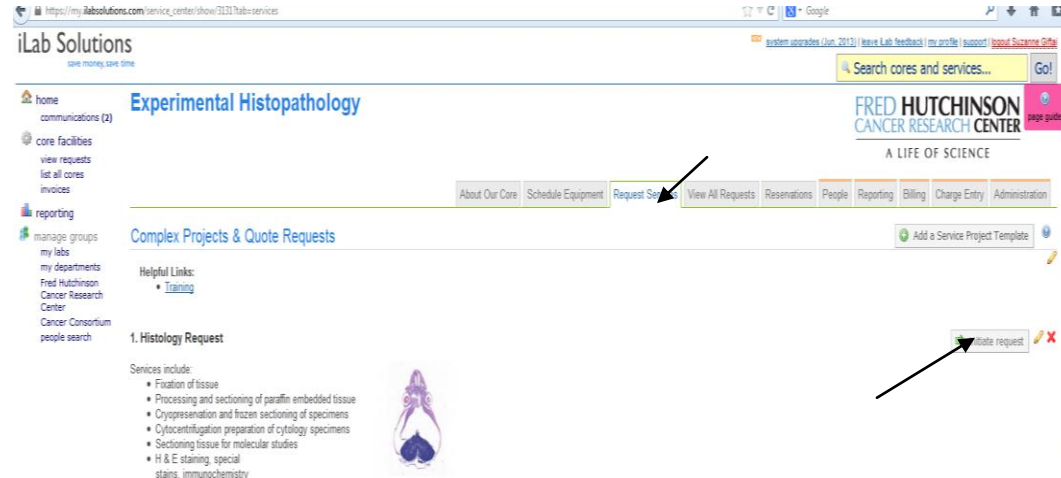 https://my.ilabsolutions.com/service_center/show/3131?tab=services
Google
iLab Solutions
save money, save time
system upgrades (Jun, 2013) | leave iLab feedback | my profile | support | logout Suzanne Giftai
Search cores and services...
Go!
home
communications (2)
core facilities
view requests
list all cores
invoices
reporting
manage groups
my labs
my departments
Fred Hutchinson
Cancer Research
Center
Cancer Consortium
people search
Experimental Histopathology
FRED HUTCHINSON
CANCER RESEARCH CENTER
A LIFE OF SCIENCE
page guide
About Our Core
Schedule Equipment
Request
View All Requests
Reservations
People
Reporting
Billing
Charge Entry
Administration
Complex Projects & Quote Requests
Add a Service Project Template
Helpful Links:
• Training
1. Histology Request
request
Services include:
• Fixation of tissue
• Processing and sectioning of paraffin embedded tissue
• Cryopreservation and frozen sectioning of specimens
• Cytocentrifugation preparation of cytology specimens
• Sectioning tissue for molecular studies
• H & E staining, special
stains, immunochemistry